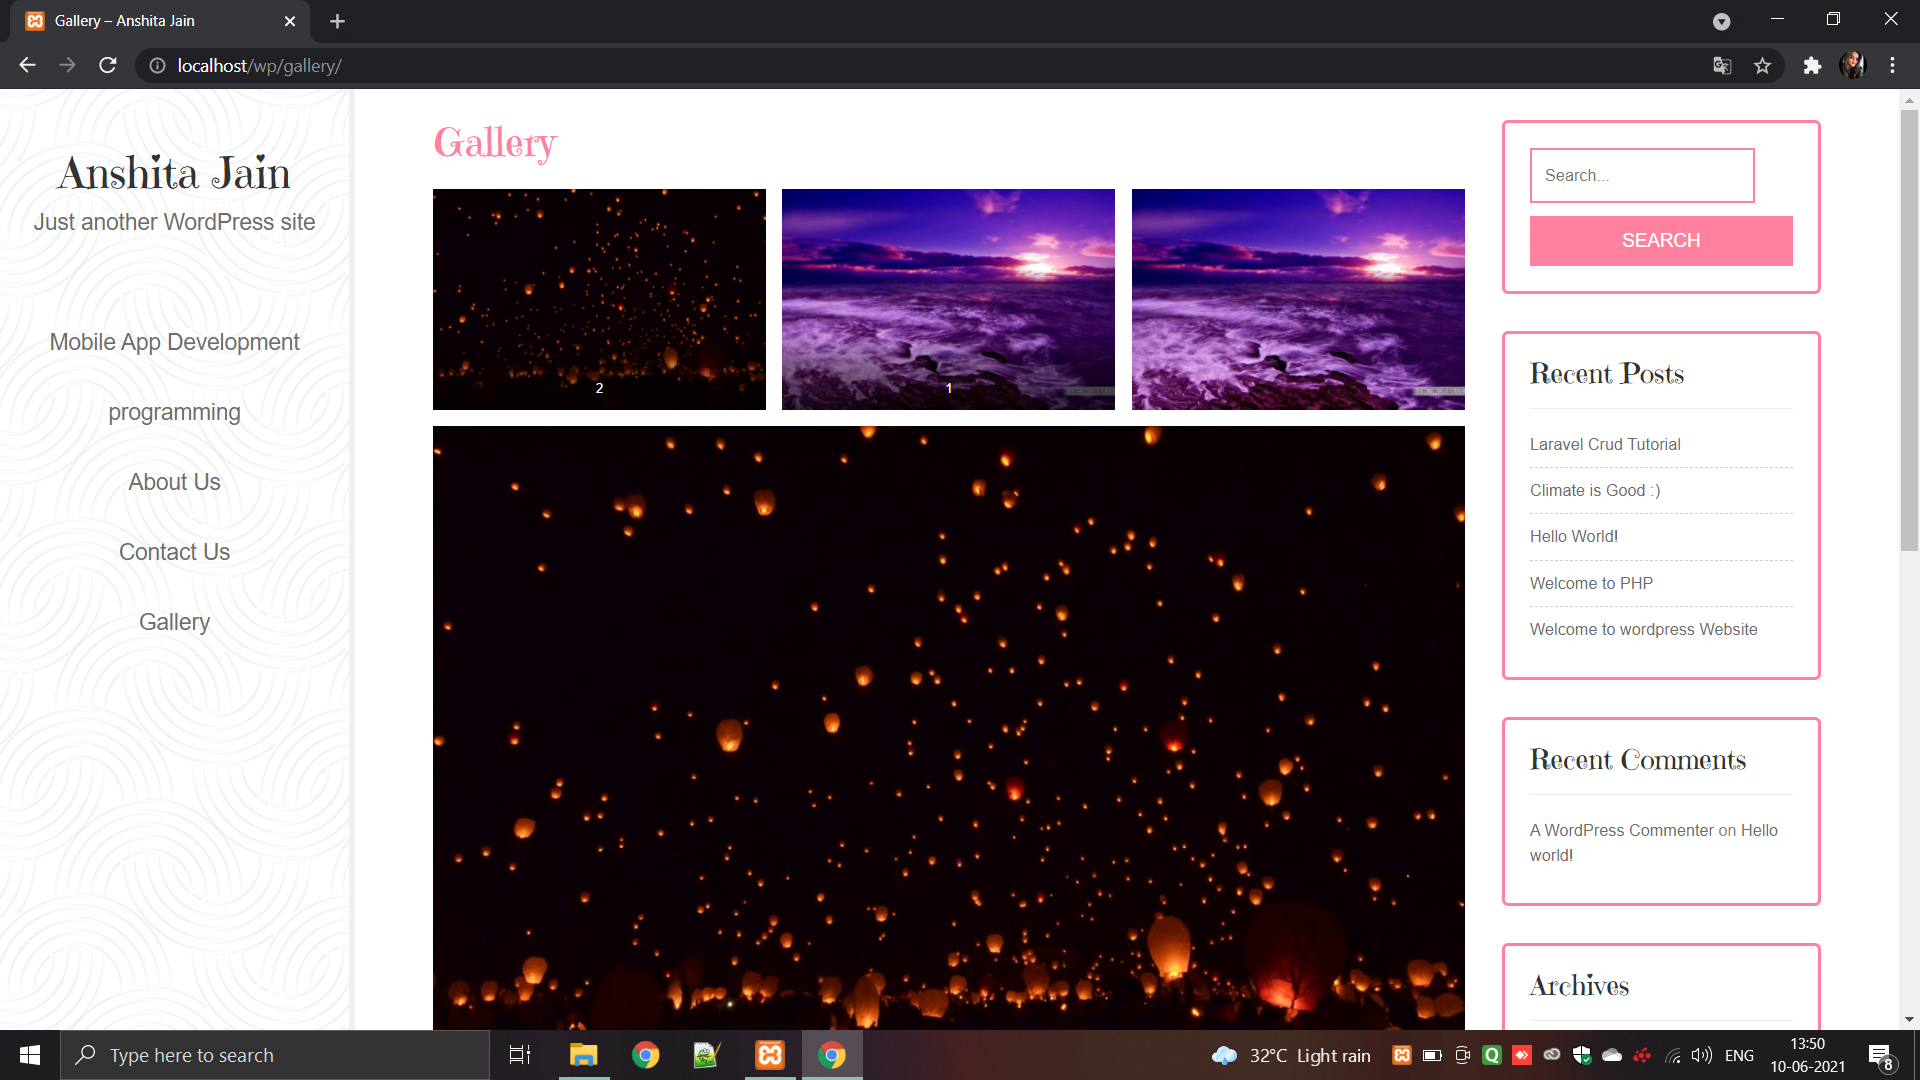 Gallery – Anshita Jain
localhost/wp/gallery/
Anshita Jain
Just another WordPress site
Mobile App Development
programming
About Us
Contact Us
Gallery
Gallery
2
1
Search...
SEARCH
Recent Posts
Laravel Crud Tutorial
Climate is Good :)
Hello World!
Welcome to PHP
Welcome to wordpress Website
Recent Comments
A WordPress Commenter on Hello
world!
Archives
Type here to search
32°C Light rain
ENG
13:50
10-06-2021
8